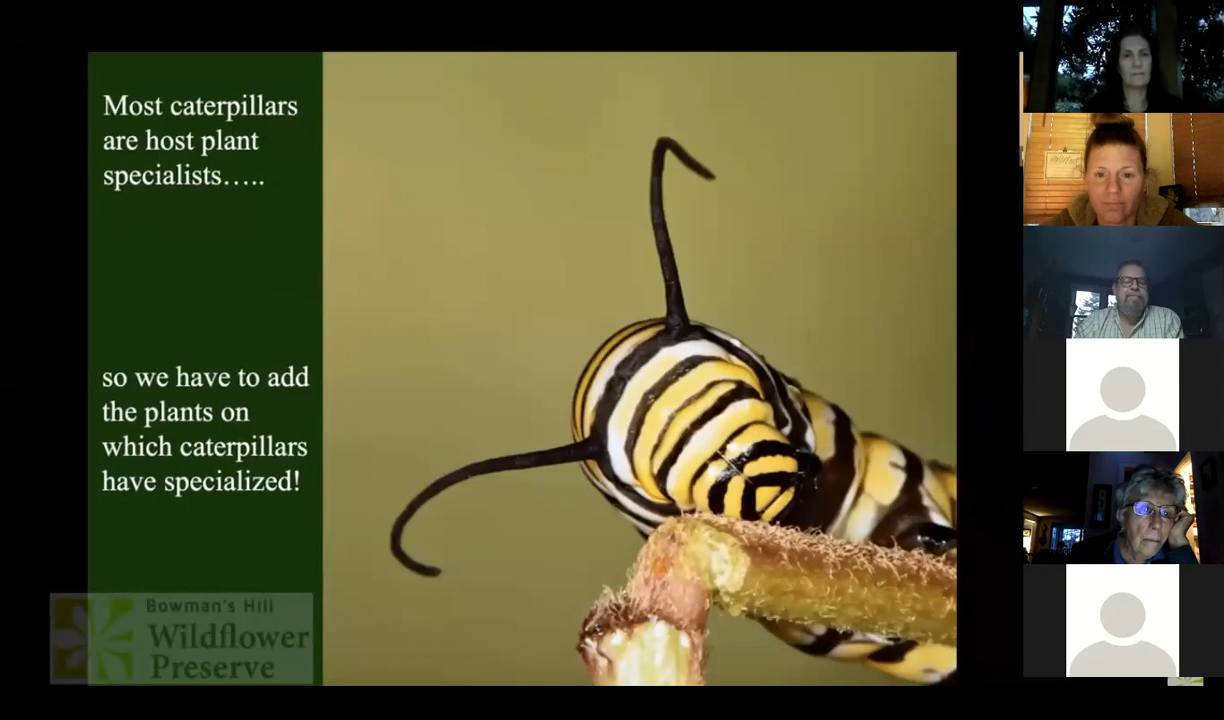 Most caterpillars
are host plant
specialists…..
so we have to add
the plants on
which caterpillars
have specialized!
Bowman's Hill
Wildflower
Preserve